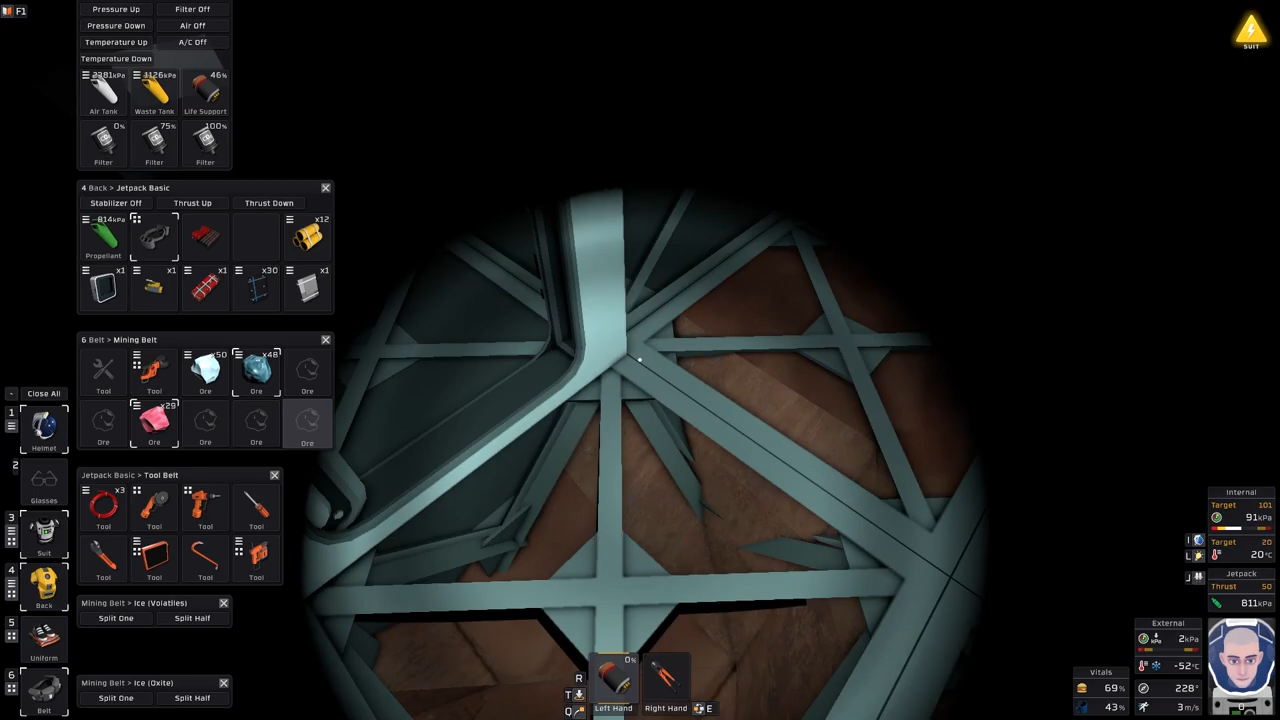 F1
Pressure Up Filter Off
Pressure Down Air Off
Temperature Up A/C Off
Temperature Down
2381kPa 1126kPa 46%
Air Tank Waste Tank Life Support
0% 75% 100%
Filter Filter Filter
SUIT
4 Back > Jetpack Basic
Stabilizer Off Thrust Up Thrust Down
814kPa x12
Propellant
x1 x1 x1 x30 x1
6 Belt > Mining Belt
x50 x48
Tool Tool Ore Ore Ore
x29
Ore Ore Ore Ore Ore
Jetpack Basic > Tool Belt
x3
Tool Tool Tool Tool
Tool Tool Tool Tool
Mining Belt > Ice (Volatiles)
Split One Split Half
Mining Belt > Ice (Oxite)
Split One Split Half
- Close All
1
Helmet
2
Glasses
3
Suit
4
Back
5
Uniform
6
Belt
R
T
Q
0%
Left Hand Right Hand E
Internal
Target 101
91kPa
Target 20
20°C
I
L
J
Jetpack
Thrust 50
811kPa
External
kPa 2kPa
-52°C
Vitals
69% 228°
43% 3m/s
0